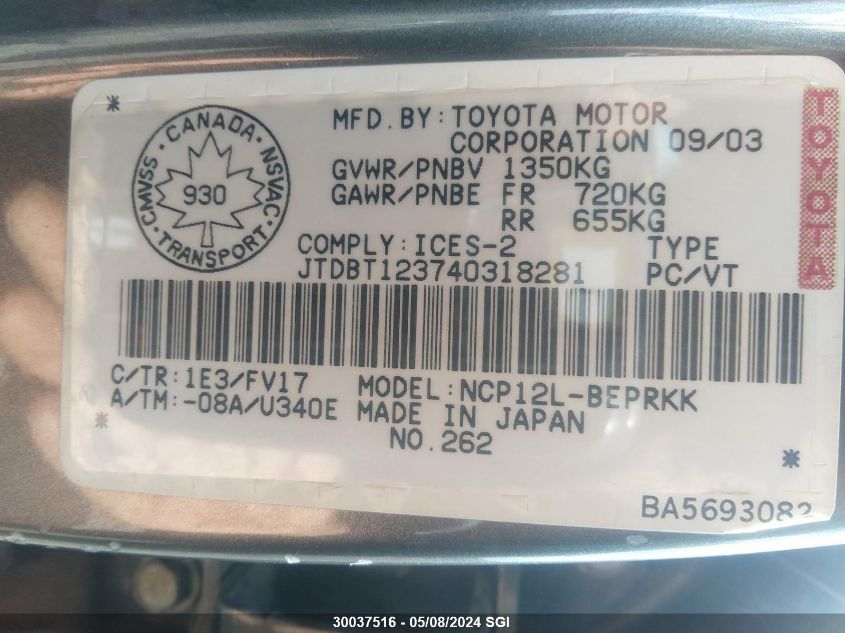 MFD. BY: TOYOTA MOTOR
CORPORATION 09/03
GVWR/PNBV 1350KG
GAWR/PNBE FR 720KG
RR 655KG
COMPLY: ICES-2 TYPE
JTDBT123740318281 PC/VT
CANADA · NSVAC · TRANSPORT · CMVSS ·
930
TOYOTA
C/TR: 1E3/FV17 MODEL: NCP12L-BEPRKK
A/TM: -08A/U340E MADE IN JAPAN
NO. 262
BA5693082
30037516 - 05/08/2024 SGI